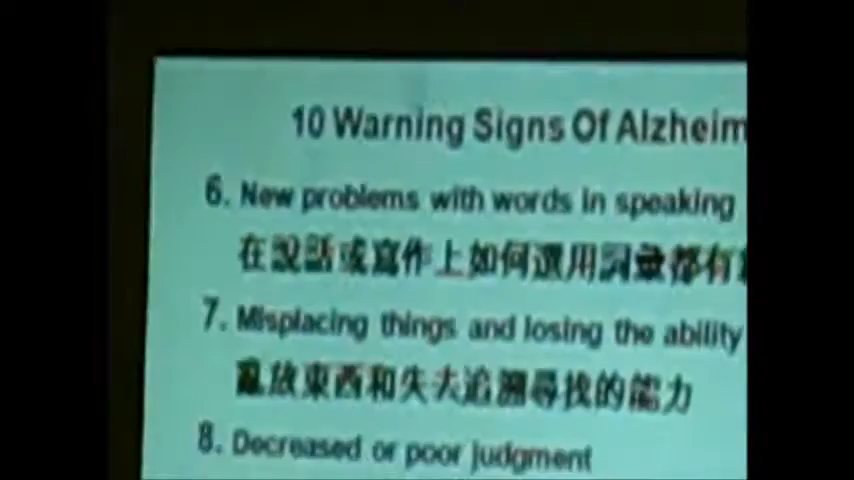 10 Warning Signs Of Alzheim
6. New problems with words in speaking
在說話或寫作上如何選用詞彙都有
7. Misplacing things and losing the ability
亂放東西和失去追溯尋找的能力
8. Decreased or poor judgment